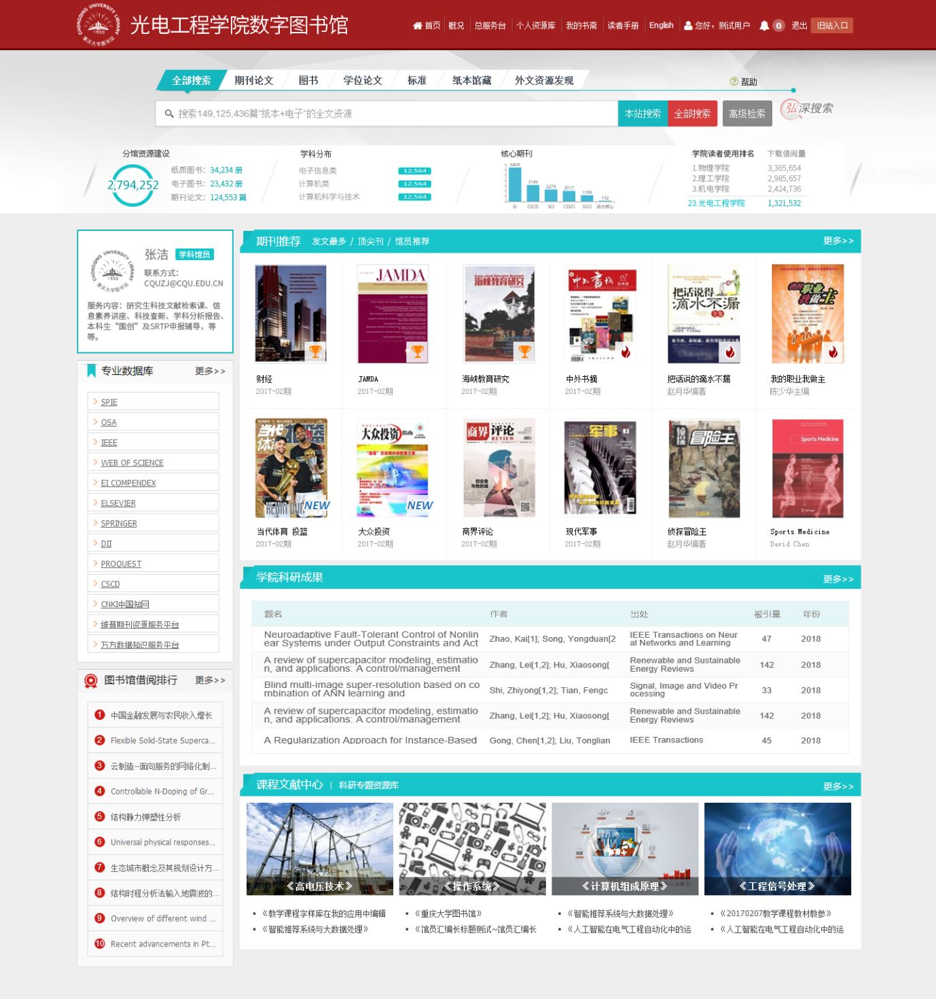 光电工程学院数字图书馆
首页 概况 总服务台 个人资源库 我的书斋 读者手册 English 您好，测试用户 0 退出 旧站入口
全部搜索 期刊论文 图书 学位论文 标准 纸本馆藏 外文资源发现 帮助
搜索149,125,436篇“纸本+电子”的全文资源 本站搜索 全部搜索 高级检索 弘深搜索
分馆资源建设
2,794,252
纸质图书： 34,234 册
电子图书： 23,432 册
期刊论文： 124,553 篇
学科分布
电子信息类 12,564
计算机类 12,564
计算机科学与技术 12,564
核心期刊
6428 2145 2275 2017 1199 132
EI CSCD SCI CSSCI SSCI 西大核心
学院读者使用排名 下载借阅量
1.物理学院 3,365,654
2.理工学院 2,985,657
3.机电学院 2,424,736
23.光电工程学院 1,321,532
CHONGQING UNIVERSITY LIBRARY
1930
重庆大学图书馆
张洁 学科馆员
联系方式：
CQUZJ@CQU.EDU.CN
服务内容：研究生科技文献检索课、信
息素养讲座、科技查新、学科分析报告、
本科生“国创”及SRTP申报辅导，等
等。
专业数据库 更多>>
SPIE
OSA
IEEE
WEB OF SCIENCE
EI COMPENDEX
ELSEVIER
SPRINGER
DII
PROQUEST
CSCD
CNKI中国知网
维普期刊资源服务平台
万方数据知识服务平台
图书馆借阅排行 更多>>
1 中国金融发展与农民收入增长
2 Flexible Solid-State Superca...
3 云制造--面向服务的网络化制...
4 Controllable N-Doping of Gr...
5 结构静力弹塑性分析
6 Universal physical responses...
7 生态城市概念及其规划设计方...
8 结构时程分析法输入地震波的...
9 Overview of different wind ...
10 Recent advancements in Pt...
期刊推荐 发文最多 / 顶尖刊 / 馆员推荐 更多>>
JAMDA
海峡教育研究
中外书摘 07
把话说得
滴水不漏
全集
我的职业
我做主
财经 JAMDA 海峡教育研究 中外书摘 把话说的滴水不漏 我的职业我做主
2017-02期 2017-02期 2017-02期 2017-02期 赵月华编著 陈少华主编
当代
体育
NEW
大众投资 指南
NEW
商界 评论
REVIEW
创业者
与他的城
现代 军事 03
侦探 冒险王
Sports Medicine
当代体育 投篮 大众投资 商界评论 现代军事 侦探冒险王 Sports Medicine
2017-02期 2017-02期 2017-02期 2017-02期 赵月华编著 David Chen
学院科研成果 更多>>
题名 作者 出处 被引量 年份
Neuroadaptive Fault-Tolerant Control of Nonlin
ear Systems under Output Constraints and Act
Zhao, Kai[1]; Song, Yongduan[2
IEEE Transactions on Neur
al Networks and Learning
47 2018
A review of supercapacitor modeling, estimatio
n, and applications: A control/management
Zhang, Lei[1,2]; Hu, Xiaosong[
Renewable and Sustainable
Energy Reviews
142 2018
Blind multi-image super-resolution based on co
mbination of ANN learning and
Shi, Zhiyong[1,2]; Tian, Fengc
Signal, Image and Video Pr
ocessing
33 2018
A review of supercapacitor modeling, estimatio
n, and applications: A control/management
Zhang, Lei[1,2]; Hu, Xiaosong[
Renewable and Sustainable
Energy Reviews
142 2018
A Regularization Approach for Instance-Based
Gong, Chen[1,2]; Liu, Tonglian
IEEE Transactions
45 2018
课程文献中心 | 科研专题资源库 更多>>
《高电压技术》 《操作系统》 《计算机组成原理》 《工程信号处理》
《教学课程字样库在我的应用中编辑 《重庆大学图书馆》 《智能推荐系统与大数据处理》 《20170207教学课程教材教参》
《智能推荐系统与大数据处理》 《馆员汇编长标题测试~馆员汇编长 《人工智能在电气工程自动化中的运 《人工智能在电气工程自动化中的运